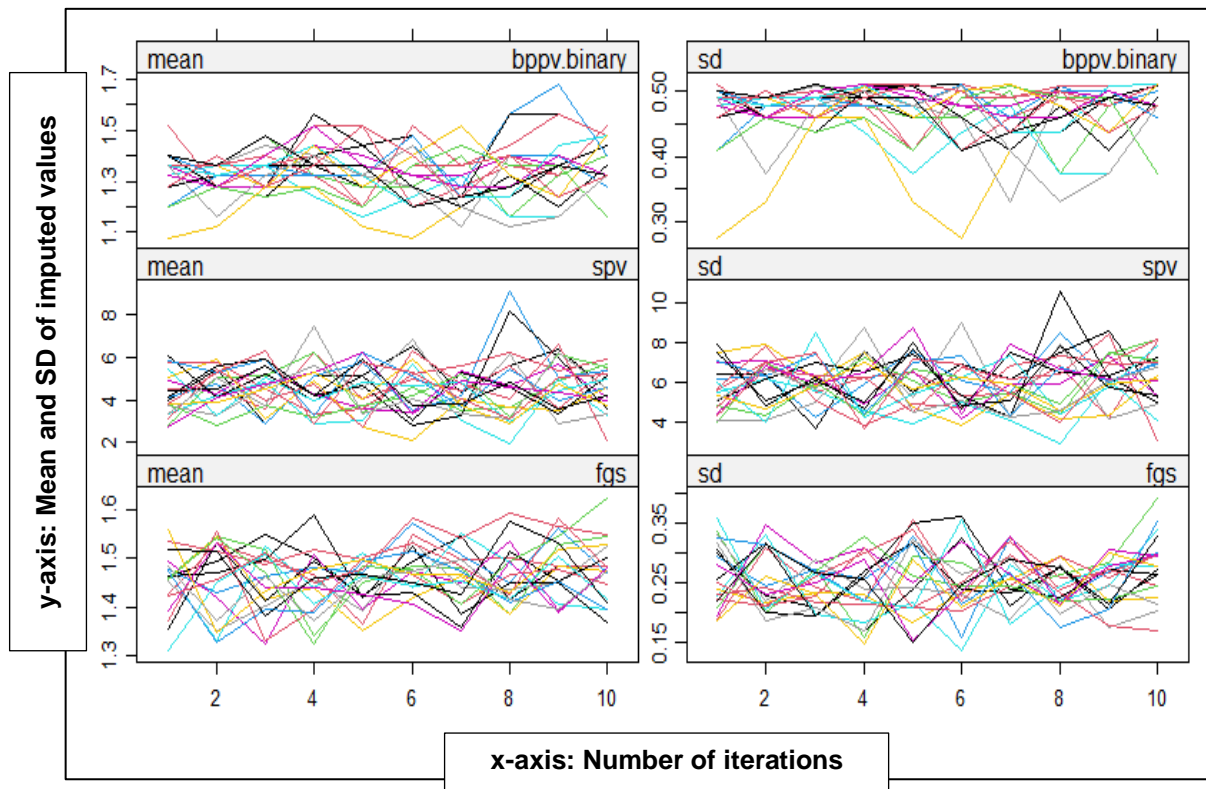 mean bppv.binary
sd bppv.binary
1.7
1.5
1.3
1.1
0.50
0.40
0.30
mean spv
sd spv
8
6
4
2
10
8
6
4
mean fgs
sd fgs
1.6
1.5
1.4
1.3
0.35
0.25
0.15
2 4 6 8 10
2 4 6 8 10
y-axis: Mean and SD of imputed values
x-axis: Number of iterations